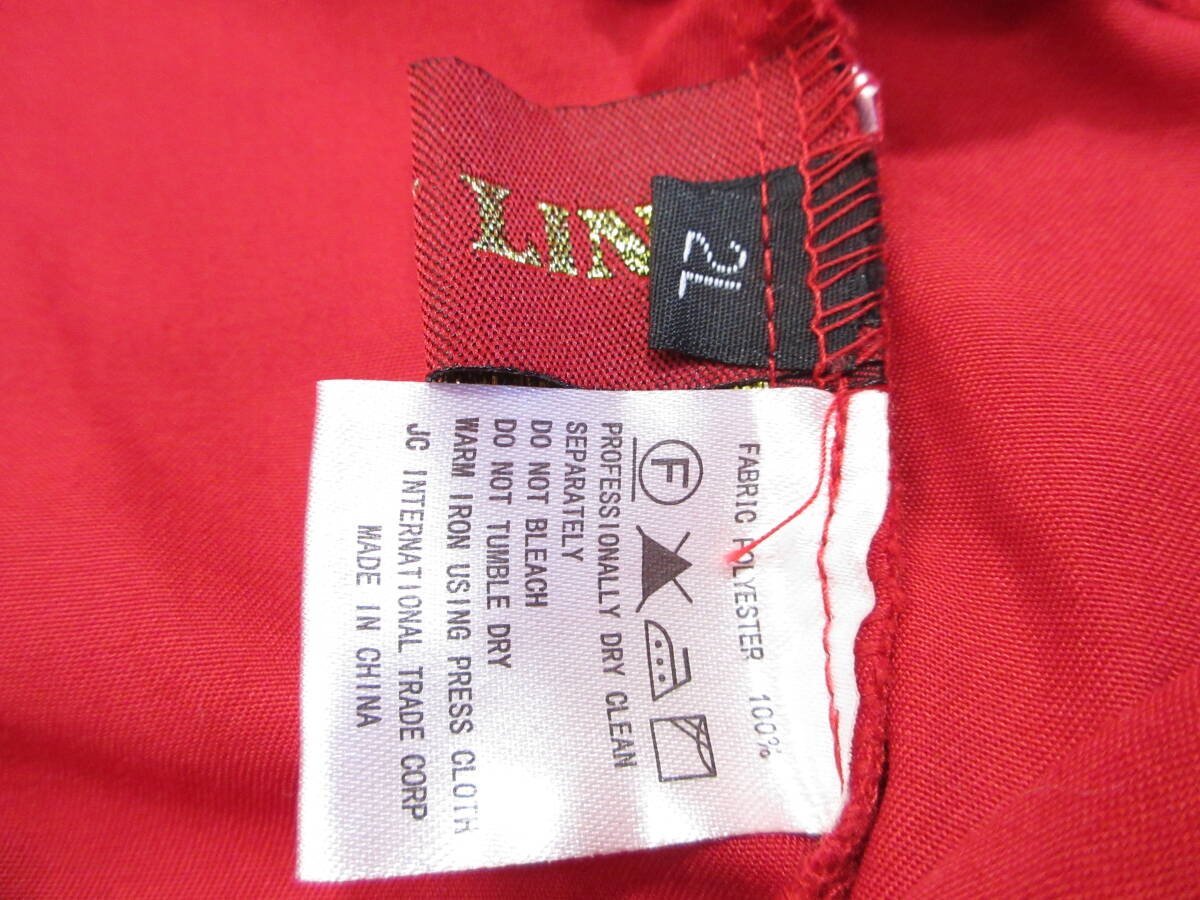 LIN
2L
FABRIC POLYESTER 100%
F
PROFESSIONALLY DRY CLEAN
SEPARATELY
DO NOT BLEACH
DO NOT TUMBLE DRY
WARM IRON USING PRESS CLOTH
JC INTERNATIONAL TRADE CORP
MADE IN CHINA